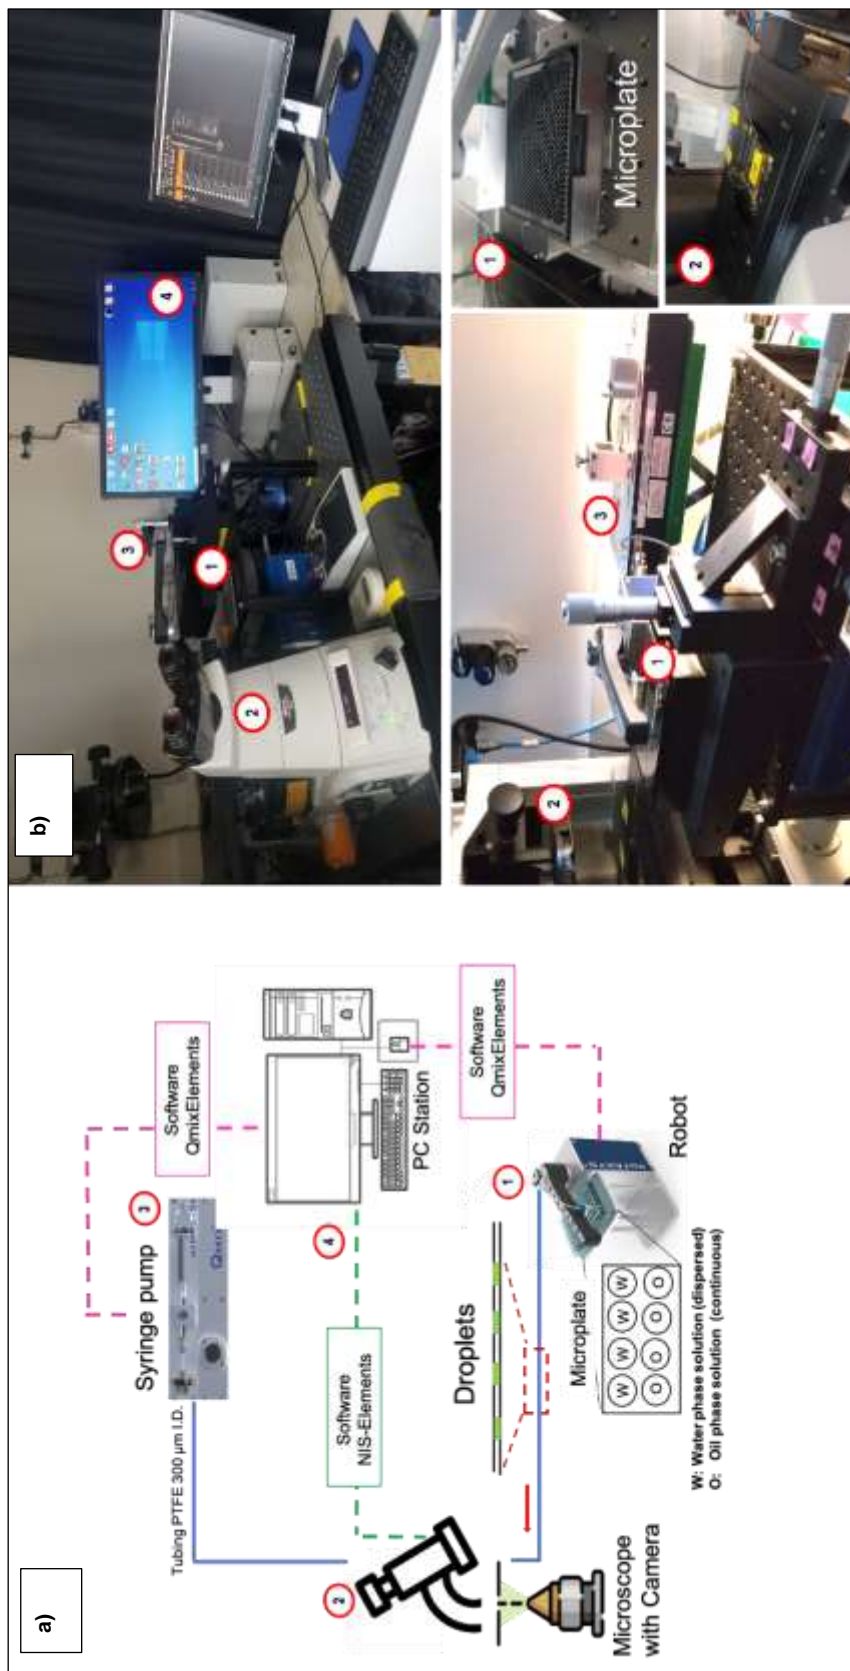 a)
Syringe pump
3
Tubing PTFE 300 µm I.D.
Software
QmixElements
PC Station
4
Software
NIS-Elements
2
Microscope
with Camera
Droplets
1
Software
QmixElements
Robot
Microplate
W W W W
O O O O
W: Water phase solution (dispersed)
O: Oil phase solution (continuous)
b)
1
2
3
4
1
2
3
1
Microplate
2